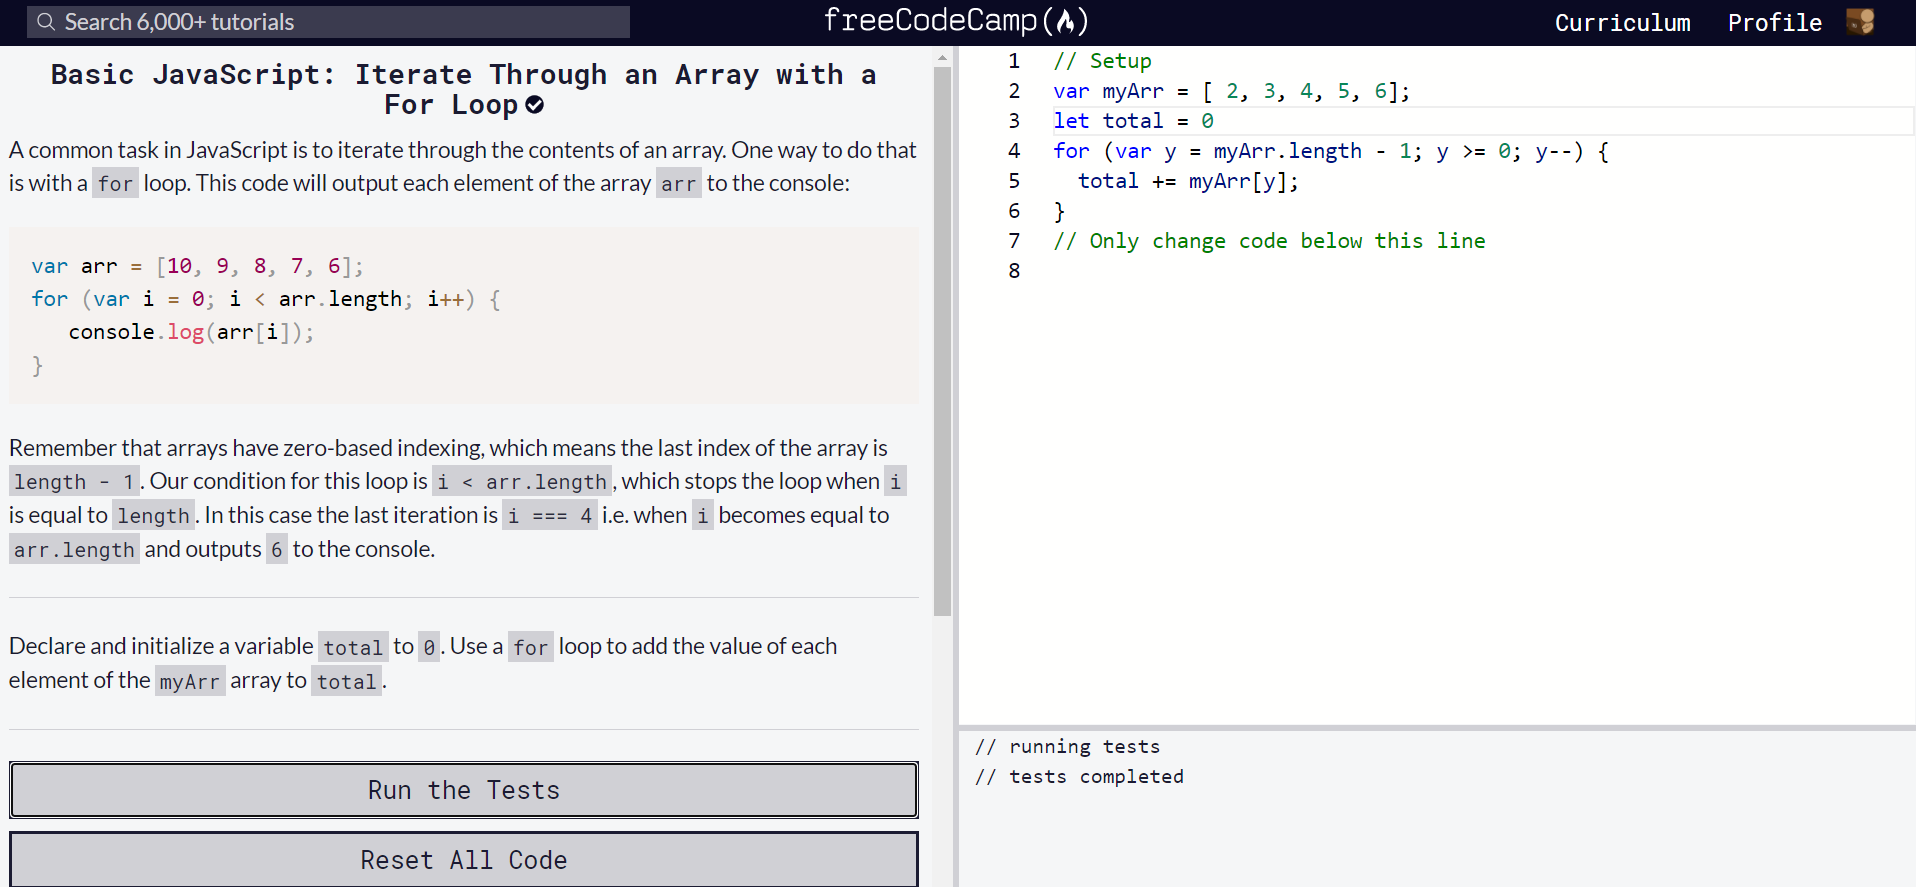 Search 6,000+ tutorials
freeCodeCamp
Curriculum
Profile
Basic JavaScript: Iterate Through an Array with a
For Loop
A common task in JavaScript is to iterate through the contents of an array. One way to do that
is with a for loop. This code will output each element of the array arr to the console:
var arr = [10, 9, 8, 7, 6];
for (var i = 0; i < arr.length; i++) {
   console.log(arr[i]);
}
Remember that arrays have zero-based indexing, which means the last index of the array is
length - 1. Our condition for this loop is i < arr.length, which stops the loop when i
is equal to length. In this case the last iteration is i === 4 i.e. when i becomes equal to
arr.length and outputs 6 to the console.
Declare and initialize a variable total to 0. Use a for loop to add the value of each
element of the myArr array to total.
Run the Tests
Reset All Code
1 // Setup
2 var myArr = [ 2, 3, 4, 5, 6];
3 let total = 0
4 for (var y = myArr.length - 1; y >= 0; y--) {
5   total += myArr[y];
6 }
7 // Only change code below this line
8
// running tests
// tests completed